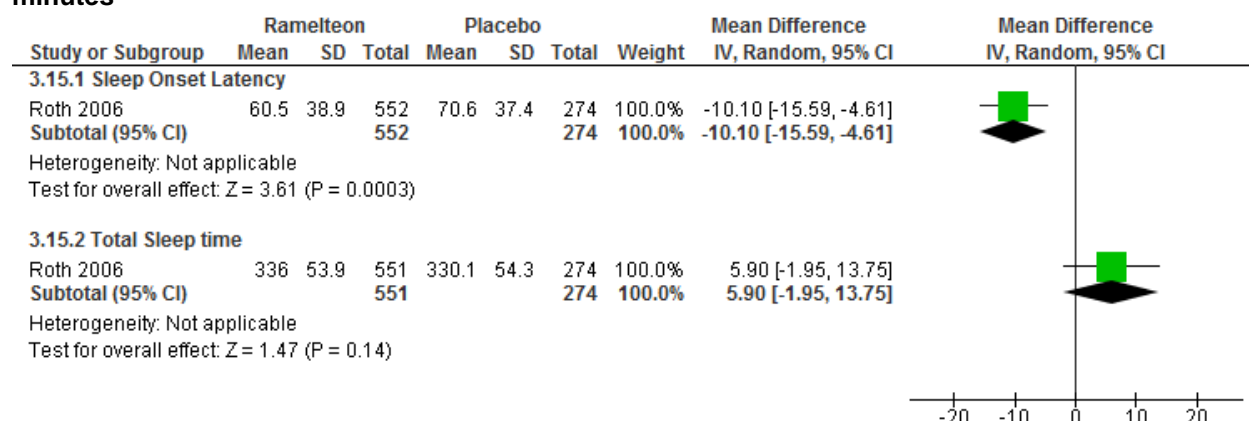 minutes
Ramelteon Placebo Mean Difference Mean Difference
Study or Subgroup Mean SD Total Mean SD Total Weight IV, Random, 95% CI IV, Random, 95% CI
3.15.1 Sleep Onset Latency
Roth 2006 60.5 38.9 552 70.6 37.4 274 100.0% -10.10 [-15.59, -4.61]
Subtotal (95% CI) 552 274 100.0% -10.10 [-15.59, -4.61]
Heterogeneity: Not applicable
Test for overall effect: Z = 3.61 (P = 0.0003)
3.15.2 Total Sleep time
Roth 2006 336 53.9 551 330.1 54.3 274 100.0% 5.90 [-1.95, 13.75]
Subtotal (95% CI) 551 274 100.0% 5.90 [-1.95, 13.75]
Heterogeneity: Not applicable
Test for overall effect: Z = 1.47 (P = 0.14)
-20 -10 0 10 20